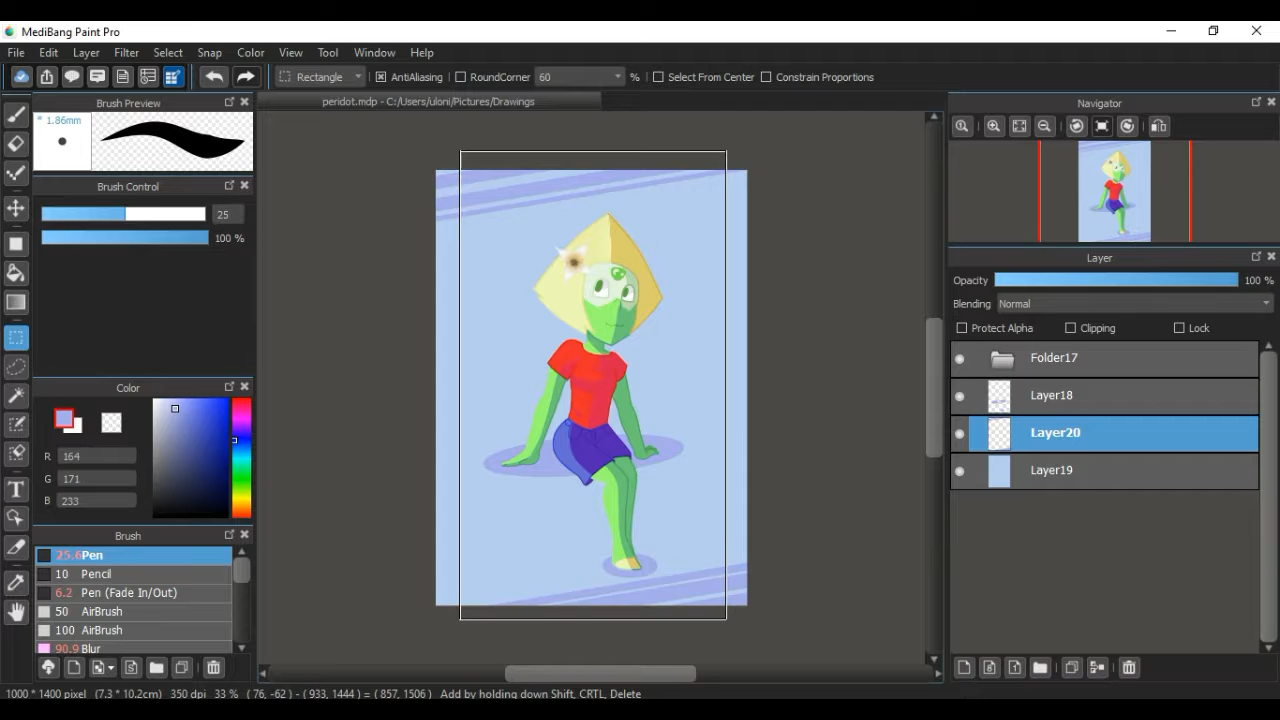 MediBang Paint Pro
File Edit Layer Filter Select Snap Color View Tool Window Help
Rectangle AntiAliasing RoundCorner 60 % Select From Center Constrain Proportions
Brush Preview
peridot.mdp - C:/Users/uloni/Pictures/Drawings
Navigator
* 1.86mm
Brush Control
25
100 %
Layer
Opacity 100 %
Blending Normal
Protect Alpha Clipping Lock
Folder17
Layer18
Layer20
Layer19
Color
R 164
G 171
B 233
T
Brush
25.6 Pen
10 Pencil
6.2 Pen (Fade In/Out)
50 AirBrush
100 AirBrush
90.9 Blur
1000 * 1400 pixel (7.3 * 10.2cm) 350 dpi 33 % ( 76, -62 ) - ( 933, 1444 ) = ( 857, 1506 ) Add by holding down Shift, CRTL, Delete